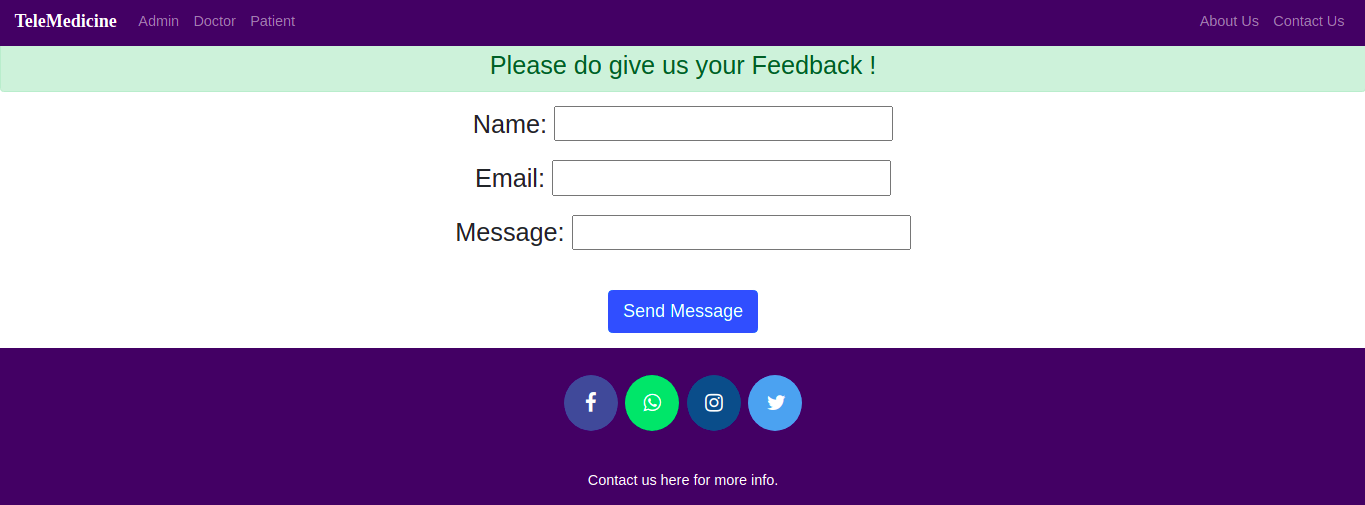 TeleMedicine Admin Doctor Patient About Us Contact Us
Please do give us your Feedback !
Name:
Email:
Message:
Send Message
Contact us here for more info.